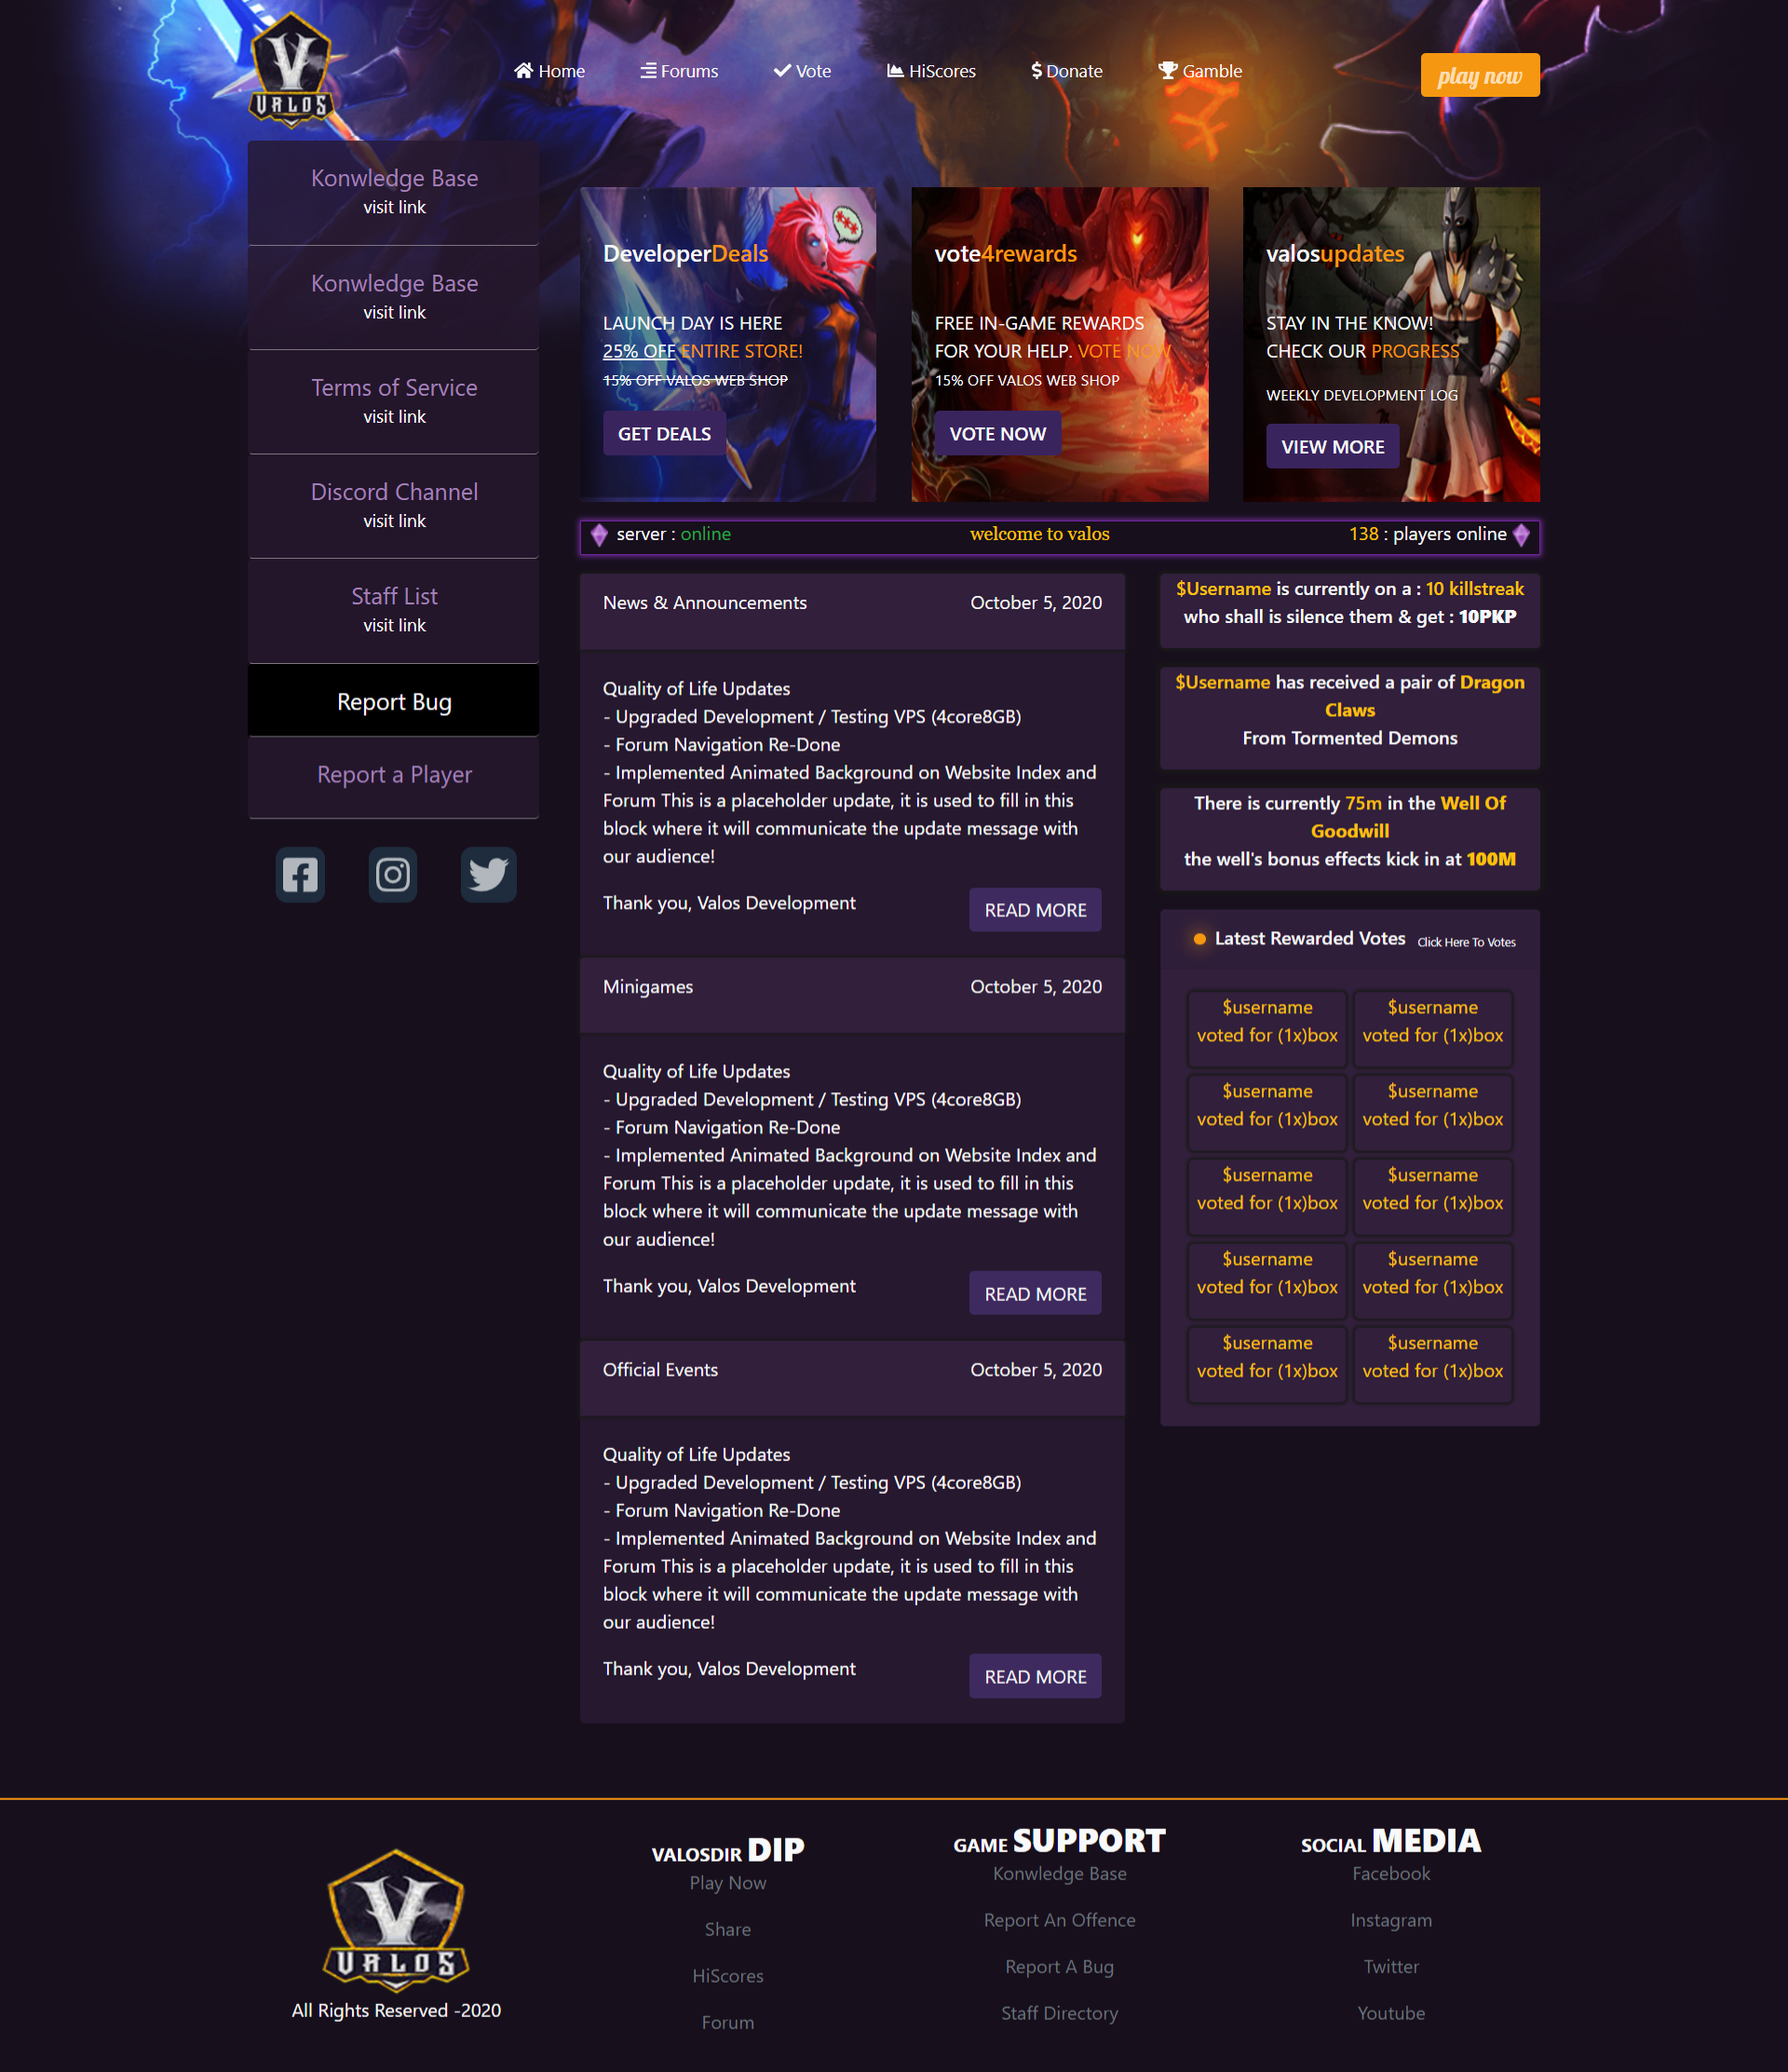 VALOS
Home
Forums
Vote
HiScores
Donate
Gamble
play now
Konwledge Base
visit link
Konwledge Base
visit link
Terms of Service
visit link
Discord Channel
visit link
Staff List
visit link
Report Bug
Report a Player
DeveloperDeals
LAUNCH DAY IS HERE
25% OFF ENTIRE STORE!
15% OFF VALOS WEB SHOP
GET DEALS
vote4rewards
FREE IN-GAME REWARDS
FOR YOUR HELP. VOTE NOW
15% OFF VALOS WEB SHOP
VOTE NOW
valosupdates
STAY IN THE KNOW!
CHECK OUR PROGRESS
WEEKLY DEVELOPMENT LOG
VIEW MORE
server : online
welcome to valos
138 : players online
News & Announcements
October 5, 2020
Quality of Life Updates
- Upgraded Development / Testing VPS (4core8GB)
- Forum Navigation Re-Done
- Implemented Animated Background on Website Index and
Forum This is a placeholder update, it is used to fill in this
block where it will communicate the update message with
our audience!
Thank you, Valos Development
READ MORE
Minigames
October 5, 2020
Quality of Life Updates
- Upgraded Development / Testing VPS (4core8GB)
- Forum Navigation Re-Done
- Implemented Animated Background on Website Index and
Forum This is a placeholder update, it is used to fill in this
block where it will communicate the update message with
our audience!
Thank you, Valos Development
READ MORE
Official Events
October 5, 2020
Quality of Life Updates
- Upgraded Development / Testing VPS (4core8GB)
- Forum Navigation Re-Done
- Implemented Animated Background on Website Index and
Forum This is a placeholder update, it is used to fill in this
block where it will communicate the update message with
our audience!
Thank you, Valos Development
READ MORE
$Username is currently on a : 10 killstreak
who shall is silence them & get : 10PKP
$Username has received a pair of Dragon
Claws
From Tormented Demons
There is currently 75m in the Well Of
Goodwill
the well's bonus effects kick in at 100M
Latest Rewarded Votes
Click Here To Votes
$username
voted for (1x)box
$username
voted for (1x)box
$username
voted for (1x)box
$username
voted for (1x)box
$username
voted for (1x)box
$username
voted for (1x)box
$username
voted for (1x)box
$username
voted for (1x)box
$username
voted for (1x)box
$username
voted for (1x)box
VALOS
All Rights Reserved -2020
VALOSDIR DIP
Play Now
Share
HiScores
Forum
GAME SUPPORT
Konwledge Base
Report An Offence
Report A Bug
Staff Directory
SOCIAL MEDIA
Facebook
Instagram
Twitter
Youtube